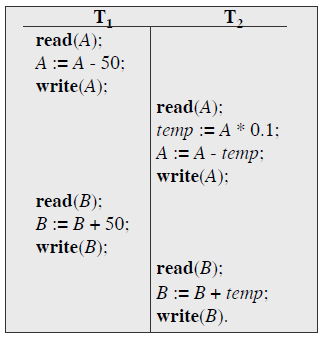 T₁ T₂
read(A);
A := A - 50;
write(A);
read(A);
temp := A * 0.1;
A := A - temp;
write(A);
read(B);
B := B + 50;
write(B);
read(B);
B := B + temp;
write(B).